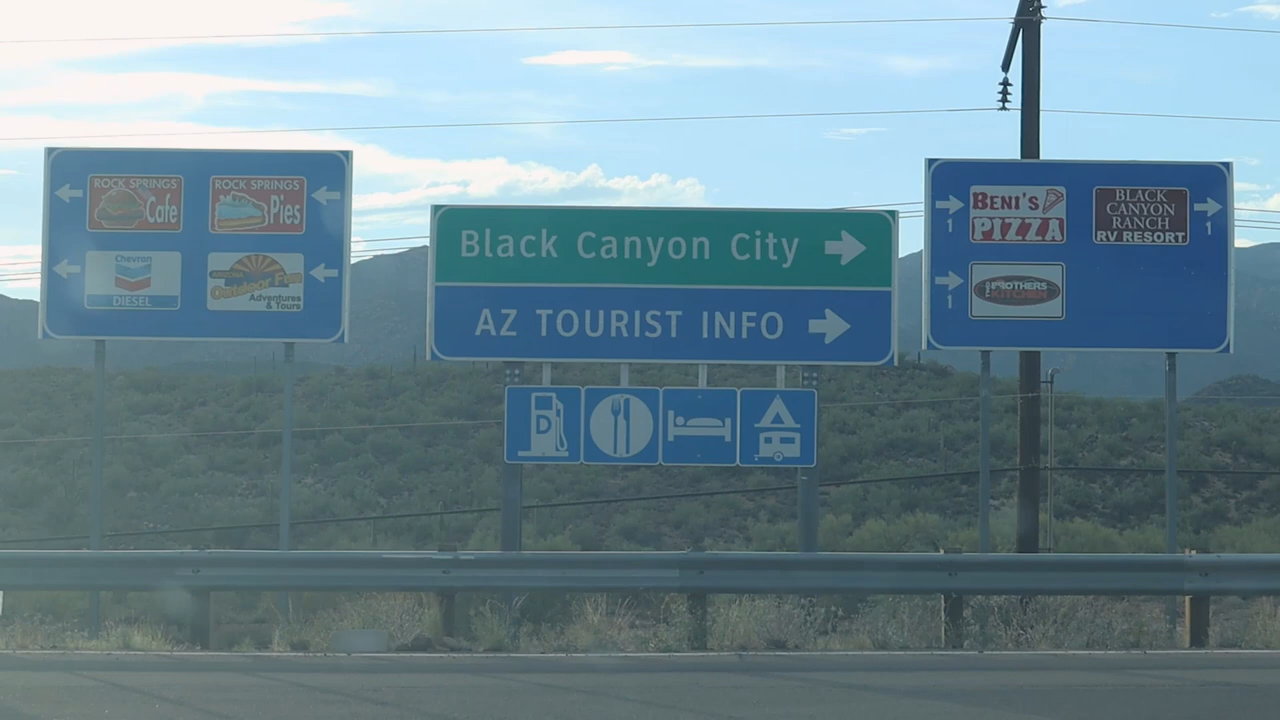 ROCK SPRINGS
Cafe
ROCK SPRINGS
Pies
Chevron
DIESEL
ARIZONA
Outdoor Fun
Adventures
& Tours
Black Canyon City
AZ TOURIST INFO
D
BENI'S
PIZZA
1
BLACK
CANYON
RANCH
RV RESORT
1
BROTHERS
KITCHEN
1